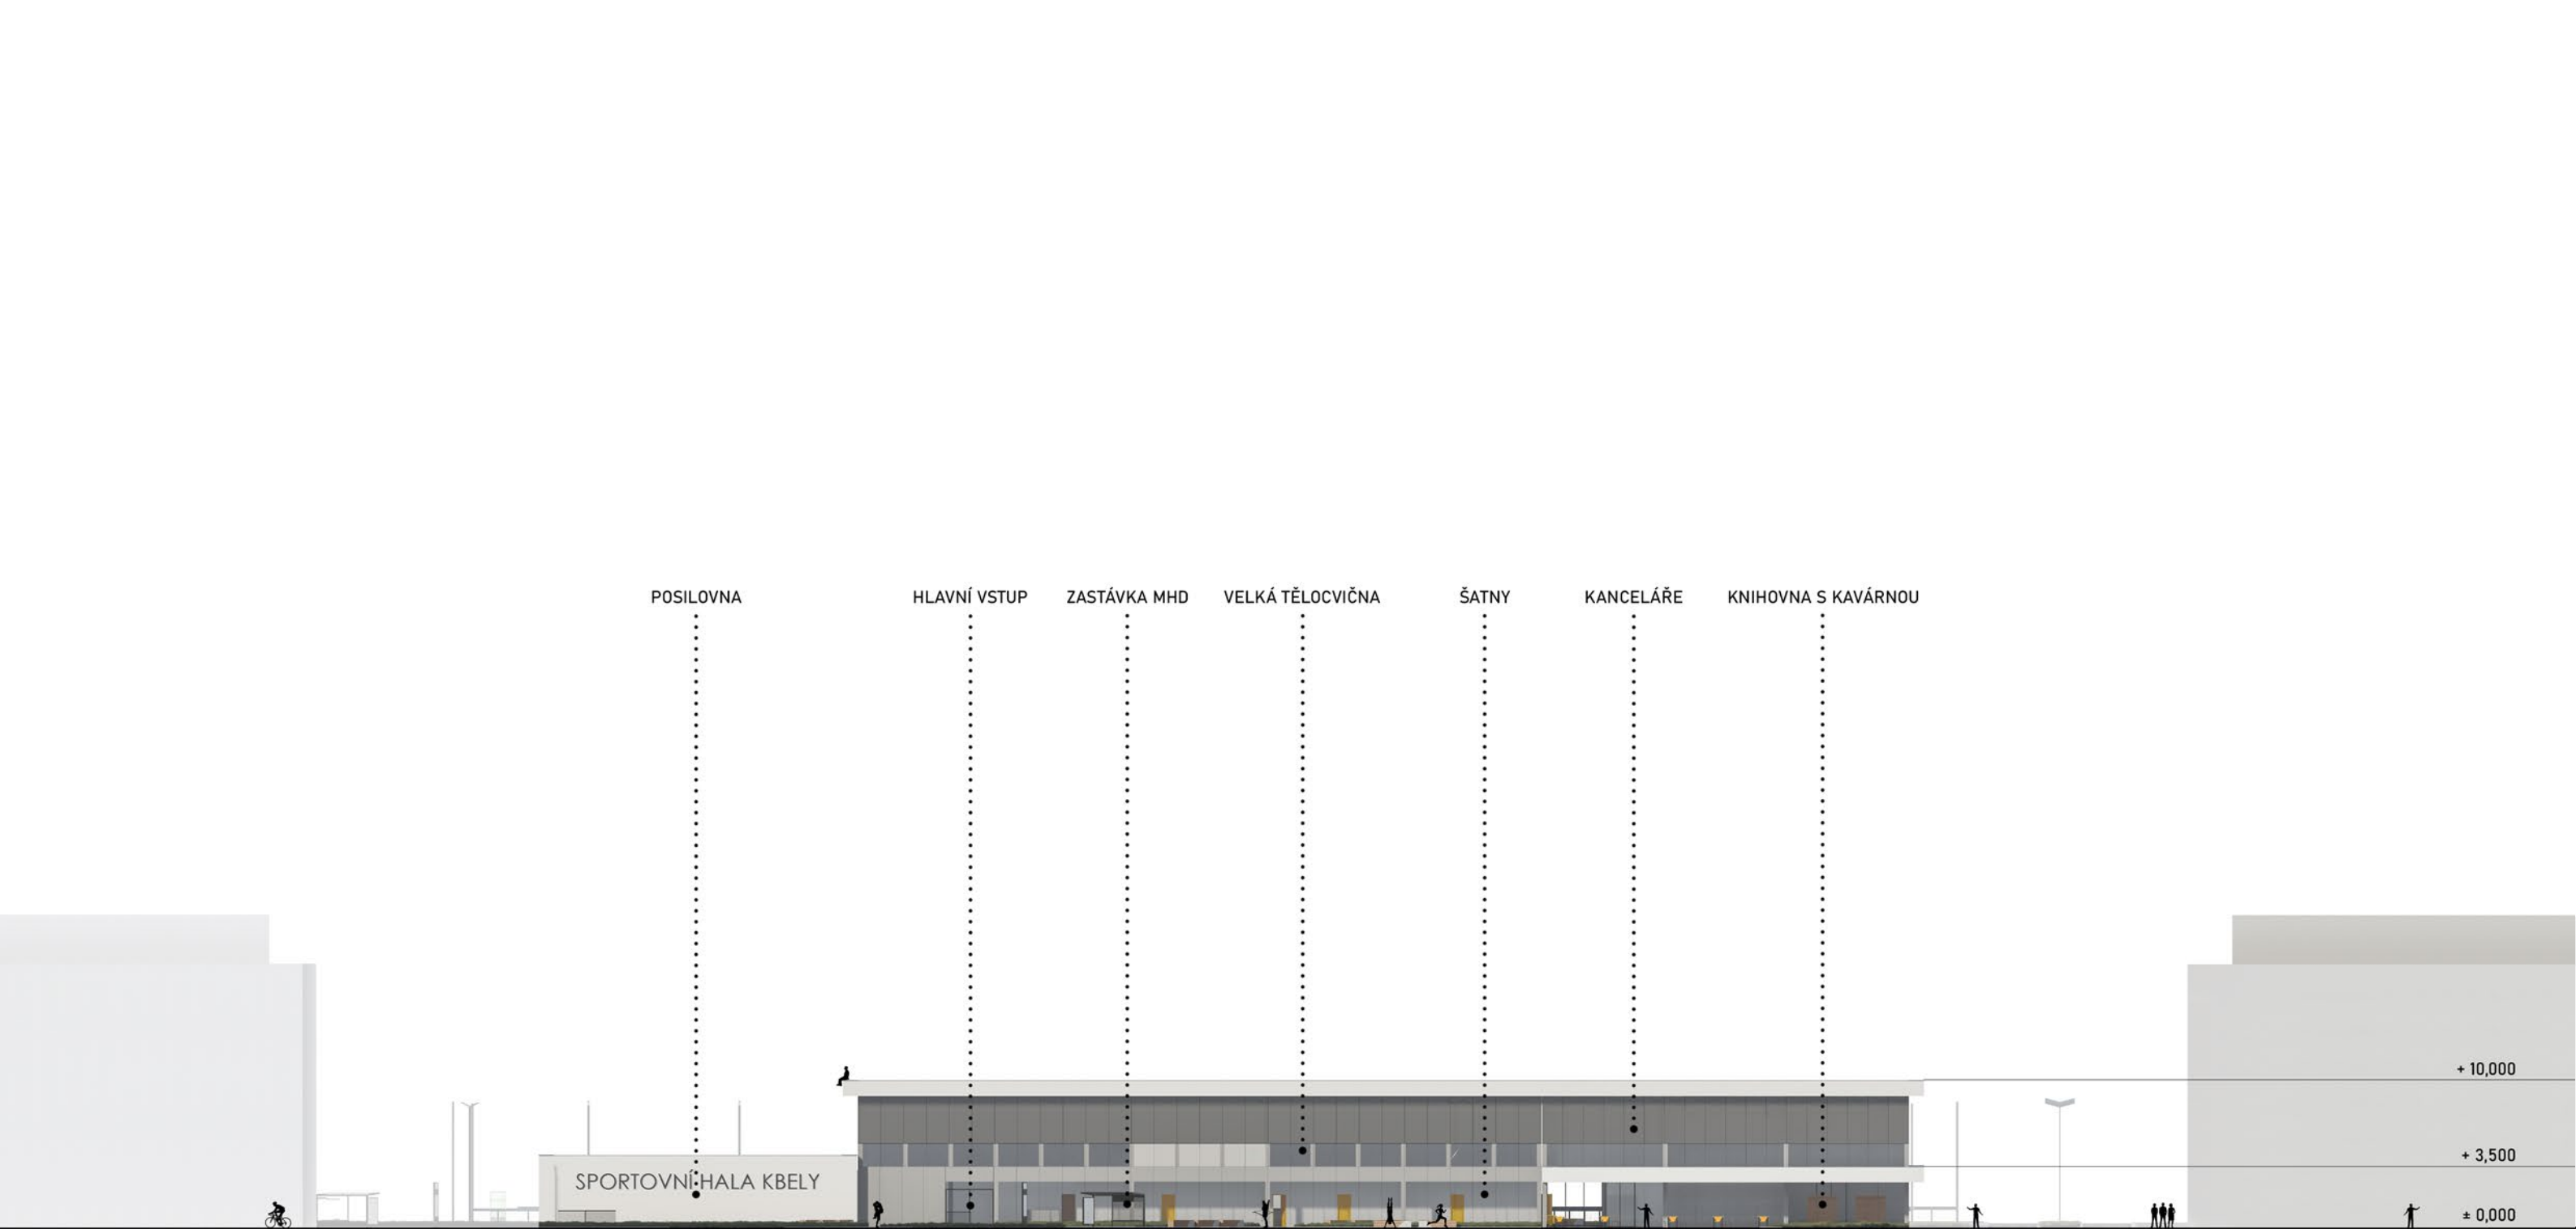 POSILOVNA
HLAVNÍ VSTUP
ZASTÁVKA MHD
VELKÁ TĚLOCVIČNA
ŠATNY
KANCELÁŘE
KNIHOVNA S KAVÁRNOU
+ 10,000
+ 3,500
SPORTOVNÍ HALA KBELY
± 0,000